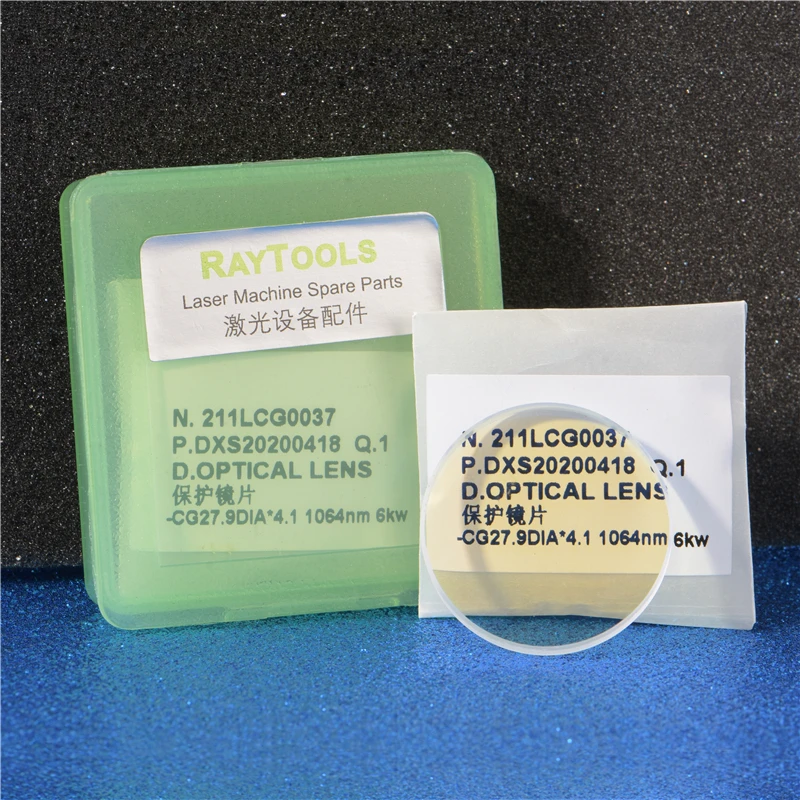 RAYTOOLS
Laser Machine Spare Parts
激光设备配件
N. 211LCG0037
P.DXS20200418 Q.1
D.OPTICAL LENS
保护镜片
-CG27.9DIA*4.1 1064nm 6kw
N. 211LCG0037
P.DXS20200418 Q.1
D.OPTICAL LENS
保护镜片
-CG27.9DIA*4.1 1064nm 6kw